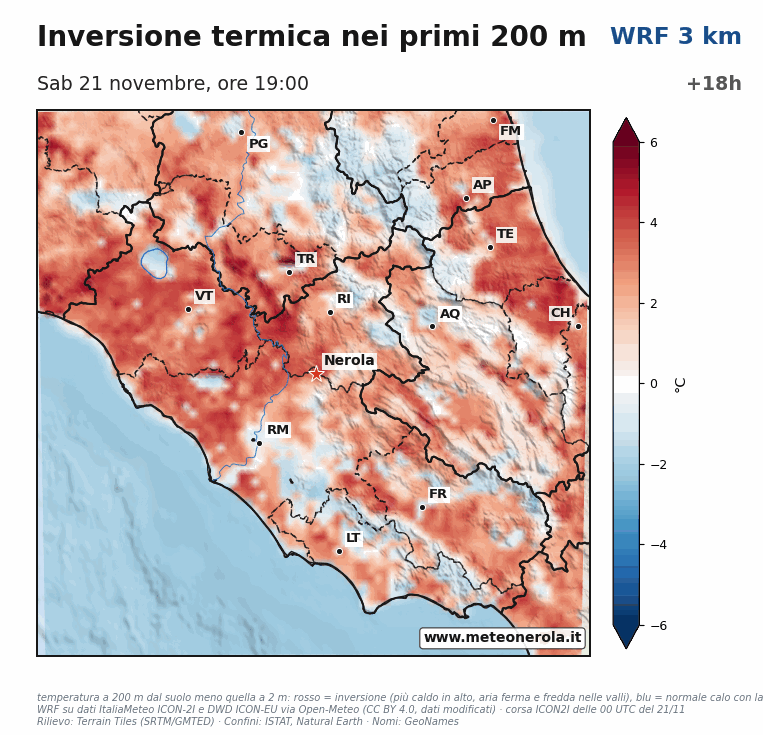 Inversione termica nei primi 200 m WRF 3 km
Sab 21 novembre, ore 19:00 +18h
FM
PG
AP
TE
TR
VT
RI
AQ
CH
Nerola
RM
FR
LT
www.meteonerola.it
6
4
2
0
−2
−4
−6
°C
temperatura a 200 m dal suolo meno quella a 2 m: rosso = inversione (più caldo in alto, aria ferma e fredda nelle valli), blu = normale calo con la
WRF su dati ItaliaMeteo ICON-2I e DWD ICON-EU via Open-Meteo (CC BY 4.0, dati modificati) · corsa ICON2I delle 00 UTC del 21/11
Rilievo: Terrain Tiles (SRTM/GMTED) · Confini: ISTAT, Natural Earth · Nomi: GeoNames